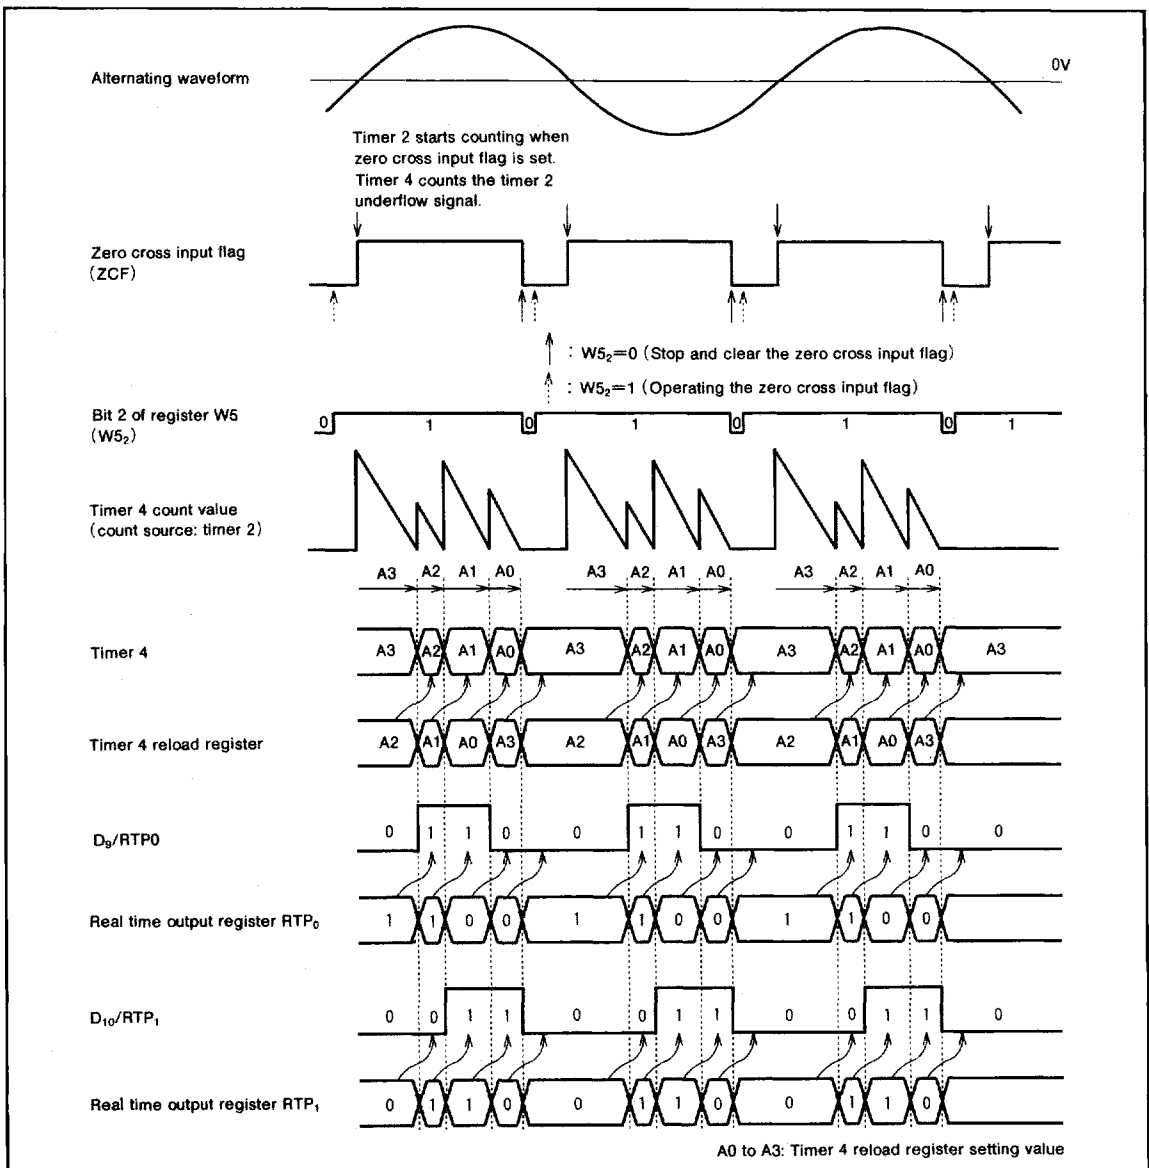 Alternating waveform
0V
Timer 2 starts counting when
zero cross input flag is set.
Timer 4 counts the timer 2
underflow signal.
Zero cross input flag
(ZCF)
: W5₂=0 (Stop and clear the zero cross input flag)
: W5₂=1 (Operating the zero cross input flag)
Bit 2 of register W5
(W5₂)
0 1 0 1 0 1 0 1
Timer 4 count value
(count source: timer 2)
A3 A2 A1 A0 A3 A2 A1 A0 A3 A2 A1 A0
Timer 4
A3 A2 A1 A0 A3 A2 A1 A0 A3 A2 A1 A0 A3
Timer 4 reload register
A2 A1 A0 A3 A2 A1 A0 A3 A2 A1 A0 A3
D₉/RTP0
0 1 1 0 0 1 1 0 0 1 1 0 0
Real time output register RTP₀
1 1 0 0 1 1 0 0 1 1 0 0
D₁₀/RTP₁
0 0 1 1 0 0 1 1 0 0 1 1 0
Real time output register RTP₁
0 1 1 0 0 1 1 0 0 1 1 0
A0 to A3: Timer 4 reload register setting value